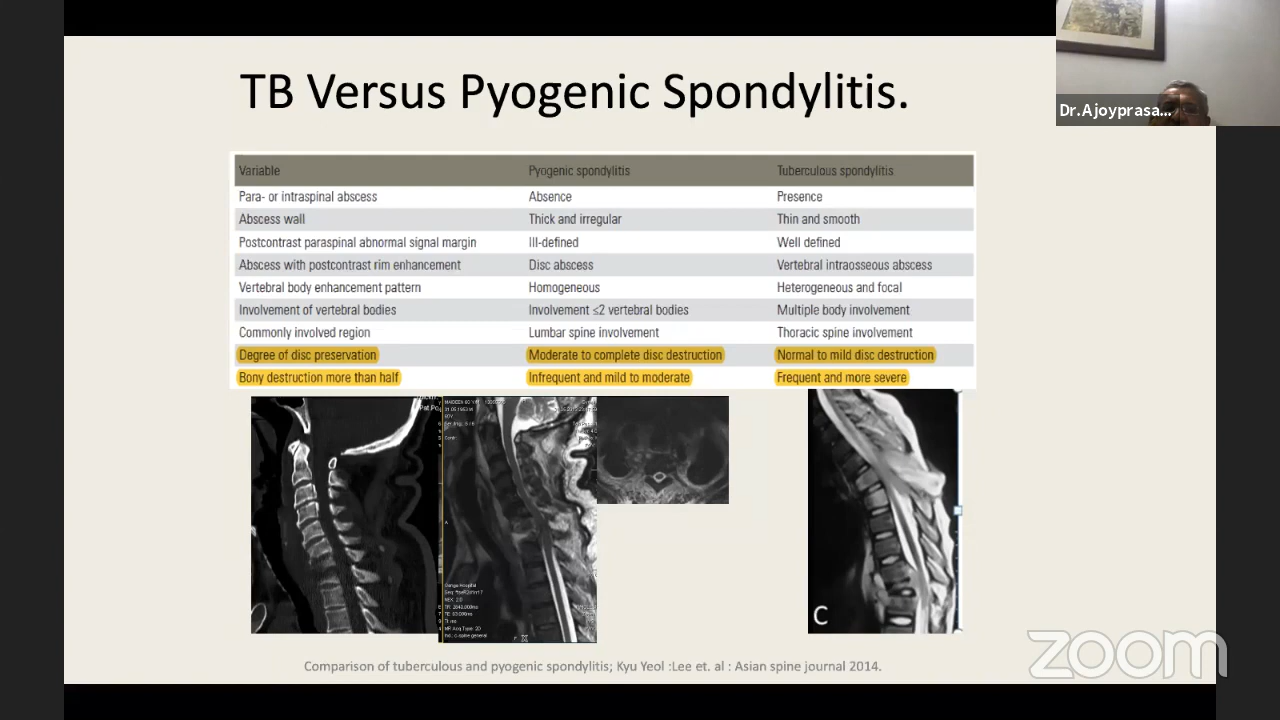 TB Versus Pyogenic Spondylitis.
Dr.Ajoyprasa...
Variable Pyogenic spondylitis Tuberculous spondylitis
Para- or intraspinal abscess Absence Presence
Abscess wall Thick and irregular Thin and smooth
Postcontrast paraspinal abnormal signal margin Ill-defined Well defined
Abscess with postcontrast rim enhancement Disc abscess Vertebral intraosseous abscess
Vertebral body enhancement pattern Homogeneous Heterogeneous and focal
Involvement of vertebral bodies Involvement ≤2 vertebral bodies Multiple body involvement
Commonly involved region Lumbar spine involvement Thoracic spine involvement
Degree of disc preservation Moderate to complete disc destruction Normal to mild disc destruction
Bony destruction more than half Infrequent and mild to moderate Frequent and more severe
C
Comparison of tuberculous and pyogenic spondylitis; Kyu Yeol :Lee et. al : Asian spine journal 2014.
zoom